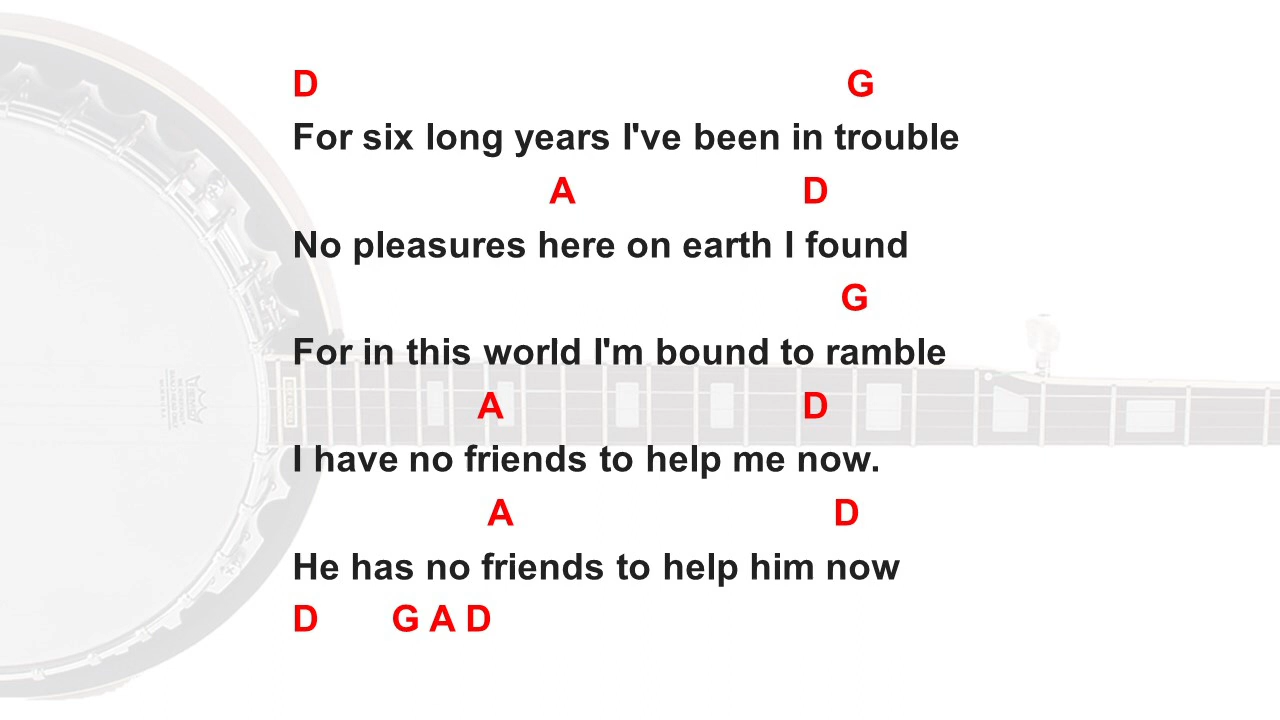 D G
For six long years I've been in trouble
A D
No pleasures here on earth I found
G
For in this world I'm bound to ramble
A D
I have no friends to help me now.
A D
He has no friends to help him now
D G A D